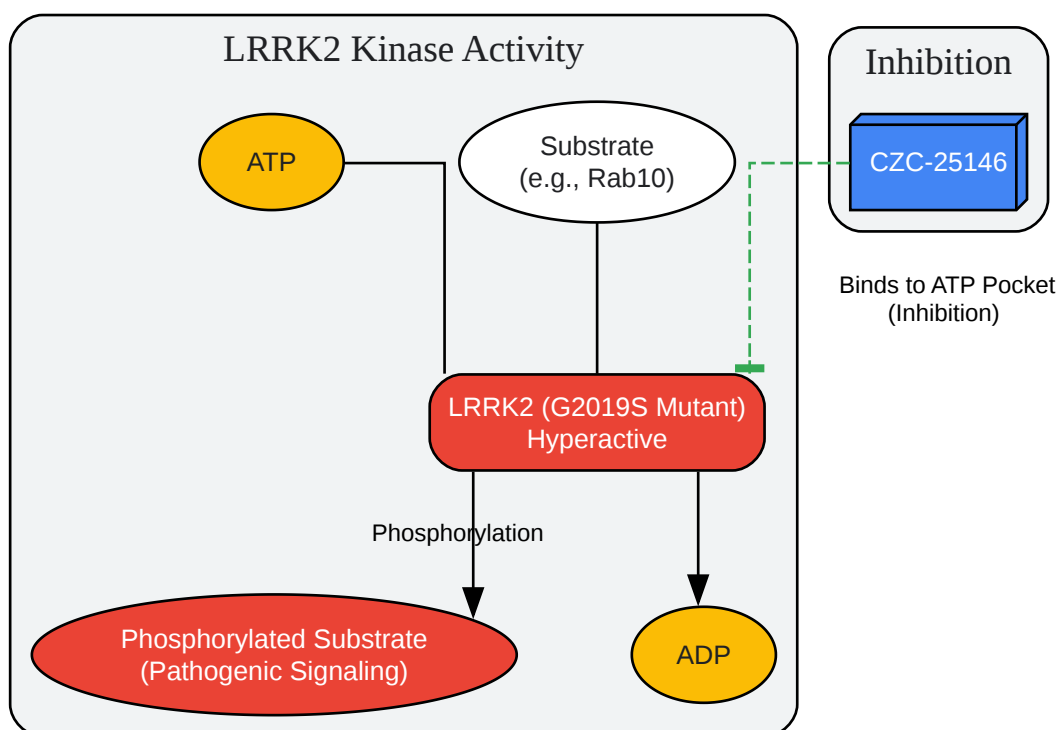 LRRK2 Kinase Activity
Inhibition
ATP
Substrate
(e.g., Rab10)
CZC-25146
Binds to ATP Pocket
(Inhibition)
LRRK2 (G2019S Mutant)
Hyperactive
Phosphorylation
Phosphorylated Substrate
(Pathogenic Signaling)
ADP